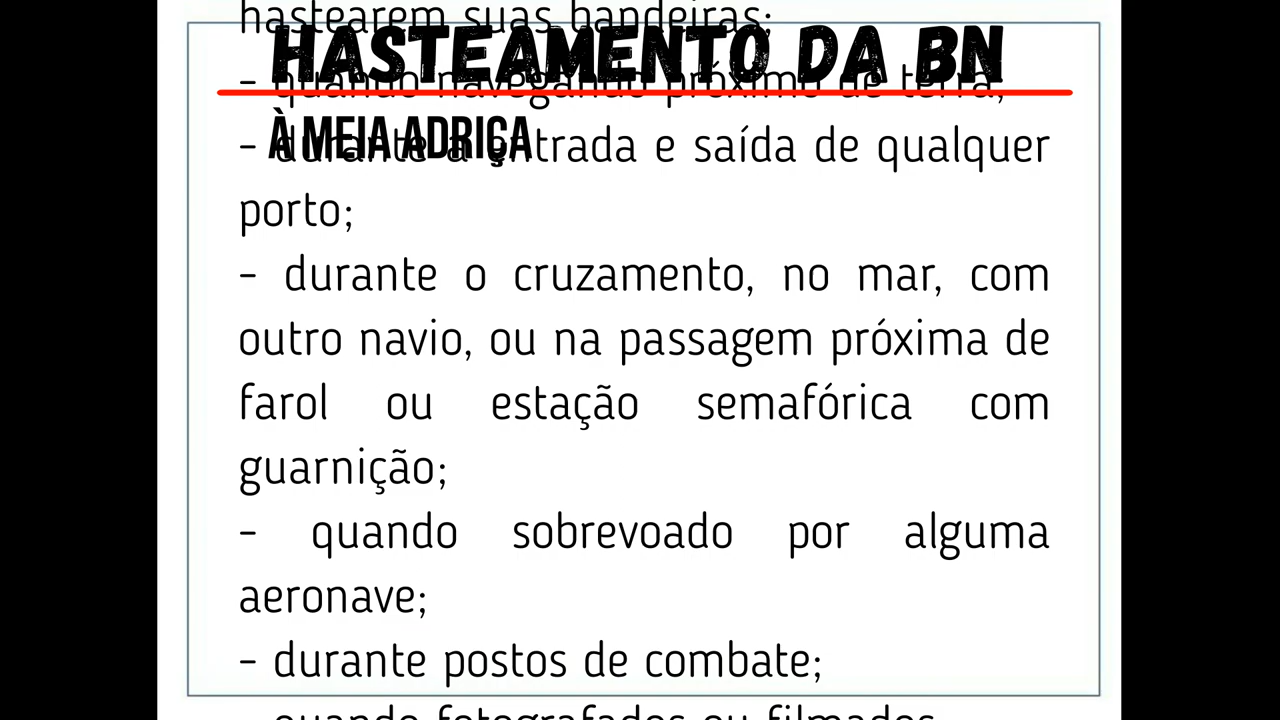 hastearem suas bandeiras;
HASTEAMENTO DA BN
- quando navegando próximo de terra;
À MEIA ADRIÇA
- durante a entrada e saída de qualquer
porto;
- durante o cruzamento, no mar, com
outro navio, ou na passagem próxima de
farol ou estação semafórica com
guarnição;
- quando sobrevoado por alguma
aeronave;
- durante postos de combate;
- quando fotografados ou filmados